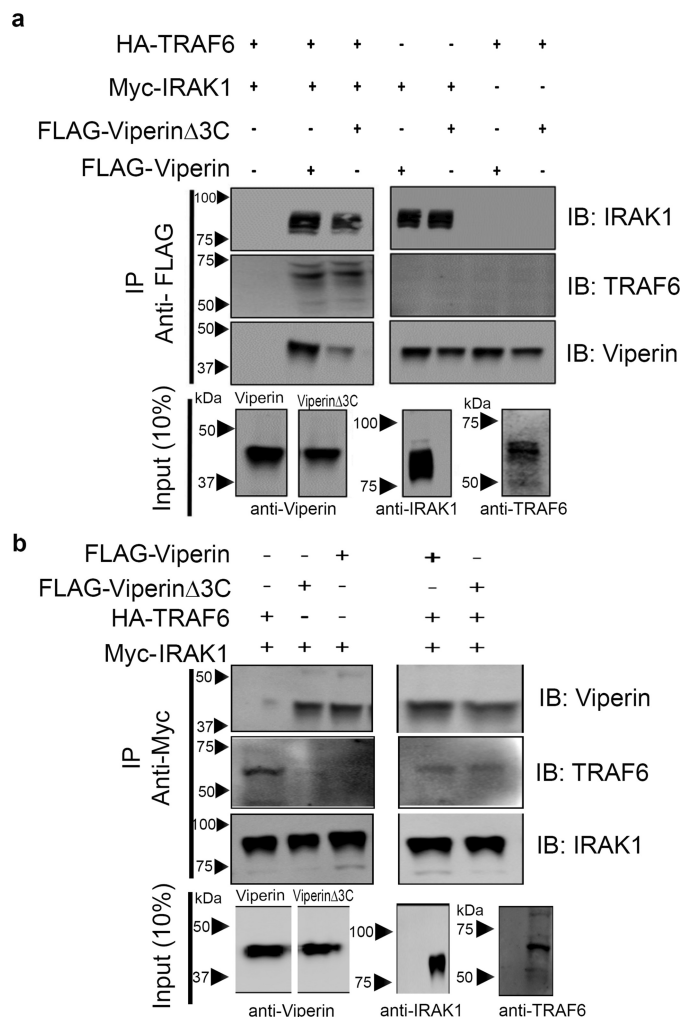 a
HA-TRAF6 + + + - - + +
Myc-IRAK1 + + + + + - -
FLAG-ViperinΔ3C - - + - + - +
FLAG-Viperin - + - + - + -
IP
Anti- FLAG
100
75
IB: IRAK1
75
50
IB: TRAF6
50
37
IB: Viperin
Input (10%)
kDa Viperin ViperinΔ3C kDa
50 100 75
37 75 50
anti-Viperin anti-IRAK1 anti-TRAF6
b
FLAG-Viperin - - + + -
FLAG-ViperinΔ3C - + - - +
HA-TRAF6 + - - + +
Myc-IRAK1 + + + + +
IP
Anti-Myc
50
37
IB: Viperin
75
50
IB: TRAF6
100
75
IB: IRAK1
Input (10%)
kDa Viperin ViperinΔ3C kDa
50 100 75
37 75 50
anti-Viperin anti-IRAK1 anti-TRAF6